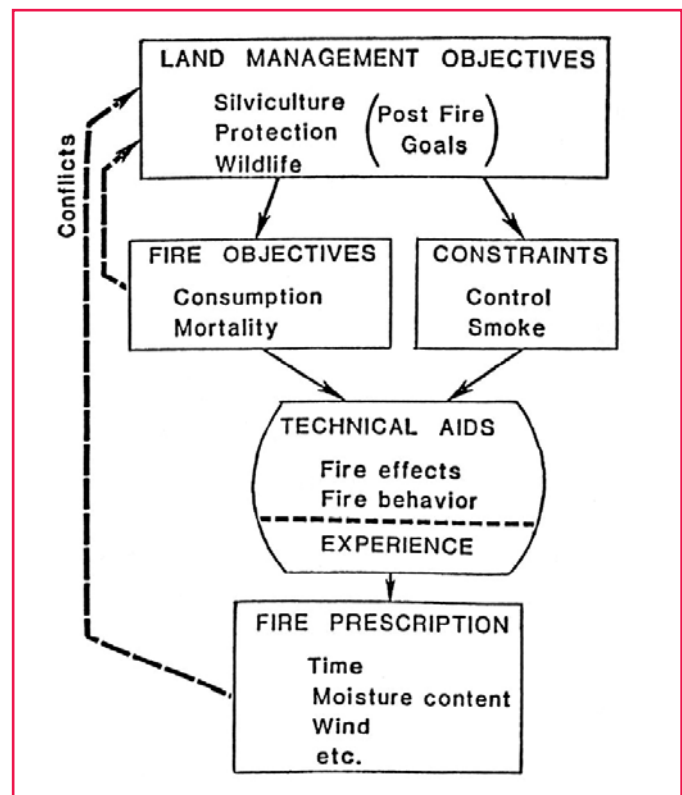 LAND MANAGEMENT OBJECTIVES
Silviculture
Protection
Wildlife
(Post Fire
Goals)
Conflicts
FIRE OBJECTIVES
Consumption
Mortality
CONSTRAINTS
Control
Smoke
TECHNICAL AIDS
Fire effects
Fire behavior
EXPERIENCE
FIRE PRESCRIPTION
Time
Moisture content
Wind
etc.